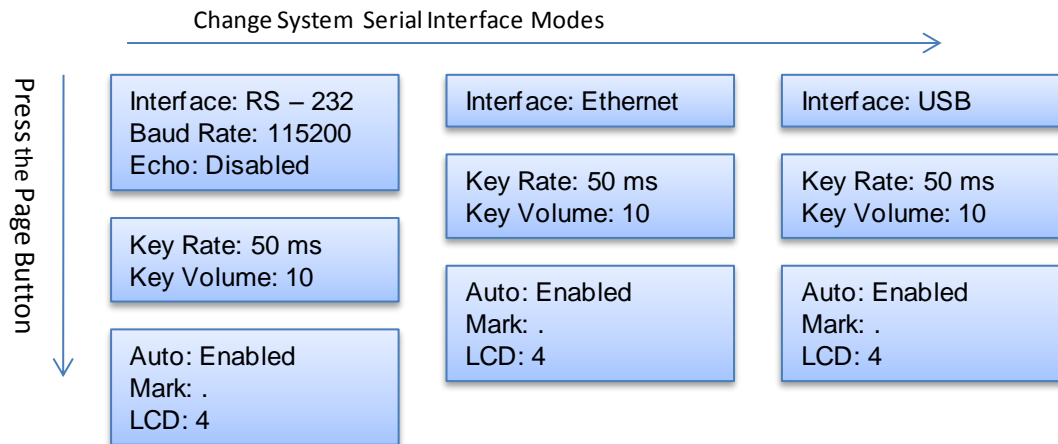 Change System Serial Interface Modes
Press the Page Button
Interface: RS – 232
Baud Rate: 115200
Echo: Disabled
Key Rate: 50 ms
Key Volume: 10
Auto: Enabled
Mark: .
LCD: 4
Interface: Ethernet
Key Rate: 50 ms
Key Volume: 10
Auto: Enabled
Mark: .
LCD: 4
Interface: USB
Key Rate: 50 ms
Key Volume: 10
Auto: Enabled
Mark: .
LCD: 4